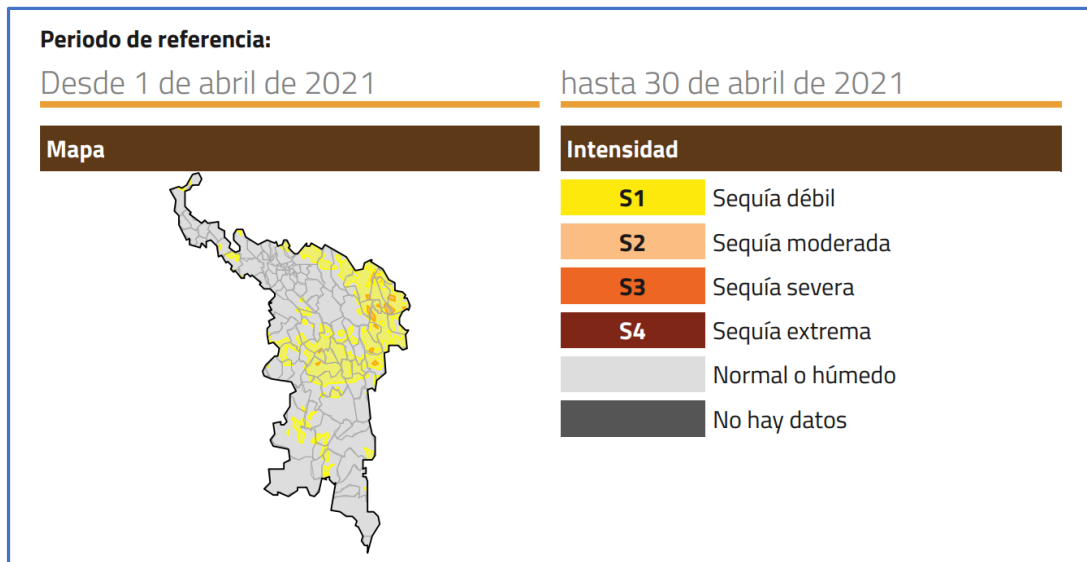 Periodo de referencia:
Desde 1 de abril de 2021
hasta 30 de abril de 2021
Mapa
Intensidad
S1 Sequía débil
S2 Sequía moderada
S3 Sequía severa
S4 Sequía extrema
Normal o húmedo
No hay datos